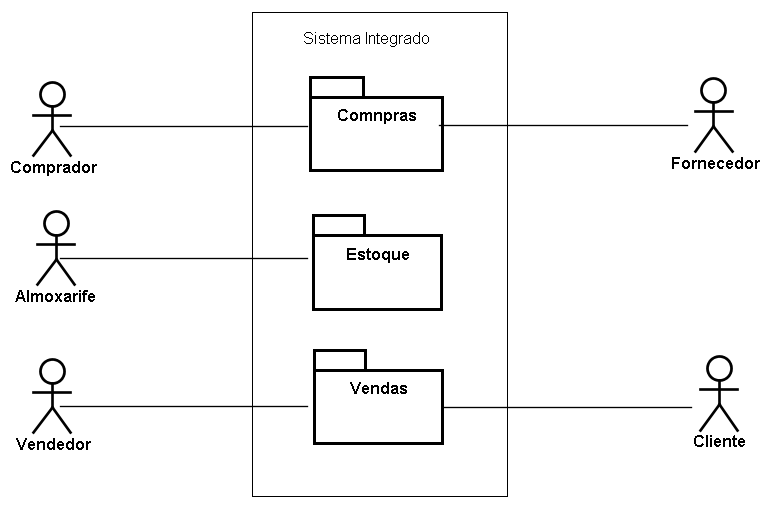 Sistema Integrado
Comnpras
Comprador
Fornecedor
Estoque
Almoxarife
Vendas
Vendedor
Cliente